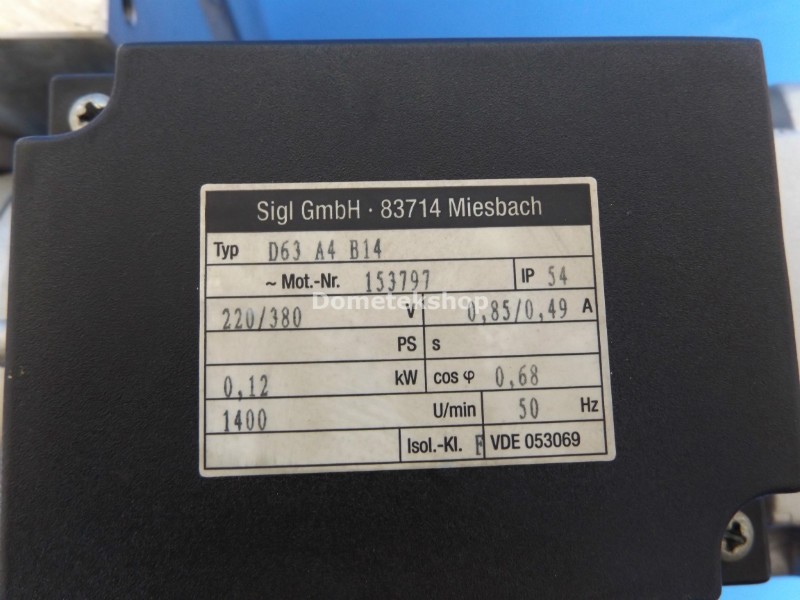 Sigl GmbH · 83714 Miesbach
Typ D63 A4 B14
~ Mot.-Nr. 153797 IP 54
Dometekshop
220/380 V 0,85/0,49 A
PS s
0,12 kW cos φ 0,68
1400 U/min 50 Hz
Isol.-Kl. F VDE 053069